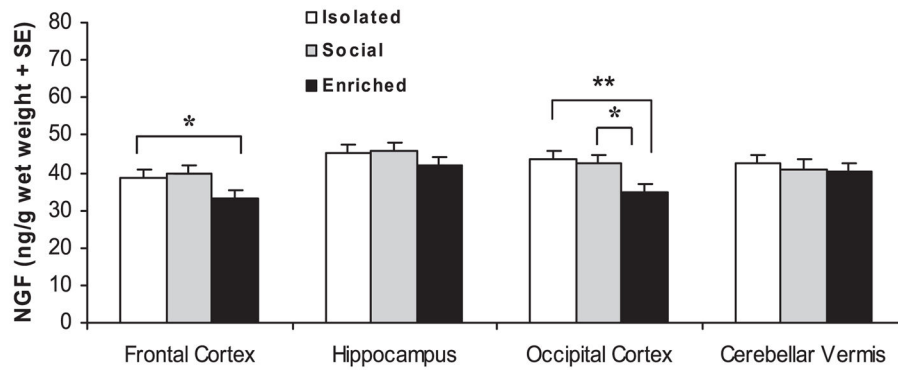 NGF (ng/g wet weight + SE)
80
70
60
50
40
30
20
10
0
Isolated
Social
Enriched
*
**
*
Frontal Cortex
Hippocampus
Occipital Cortex
Cerebellar Vermis